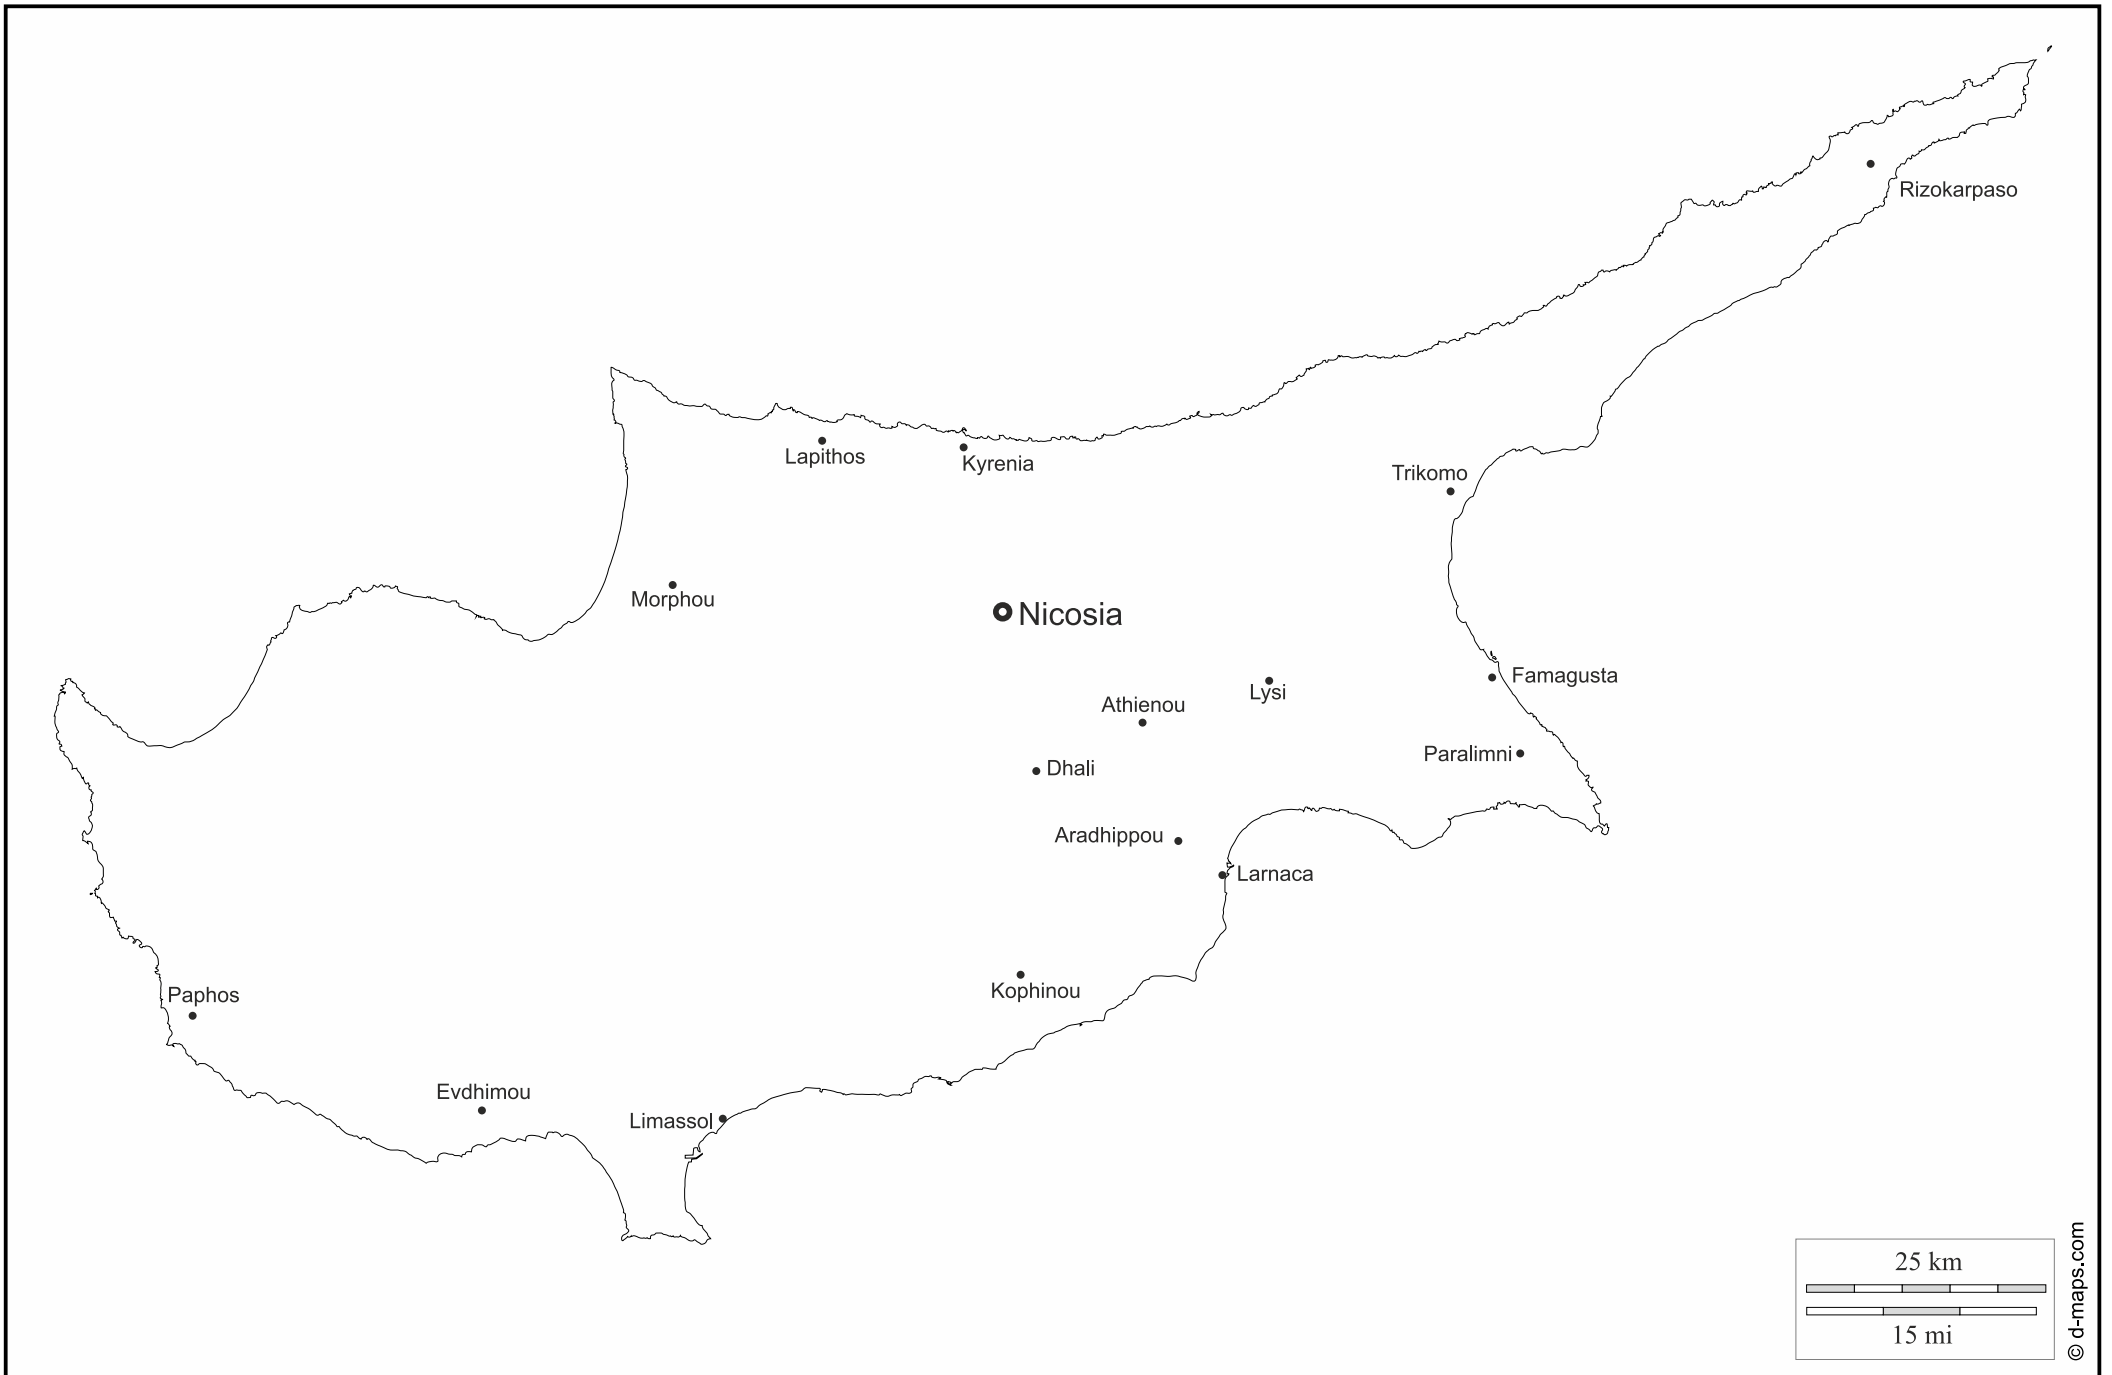 Rizokarpaso
Lapithos
Kyrenia
Trikomo
Morphou
Nicosia
Famagusta
Lysi
Athienou
Paralimni
Dhali
Aradhippou
Larnaca
Kophinou
Paphos
Evdhimou
Limassol
25 km
15 mi
© d-maps.com